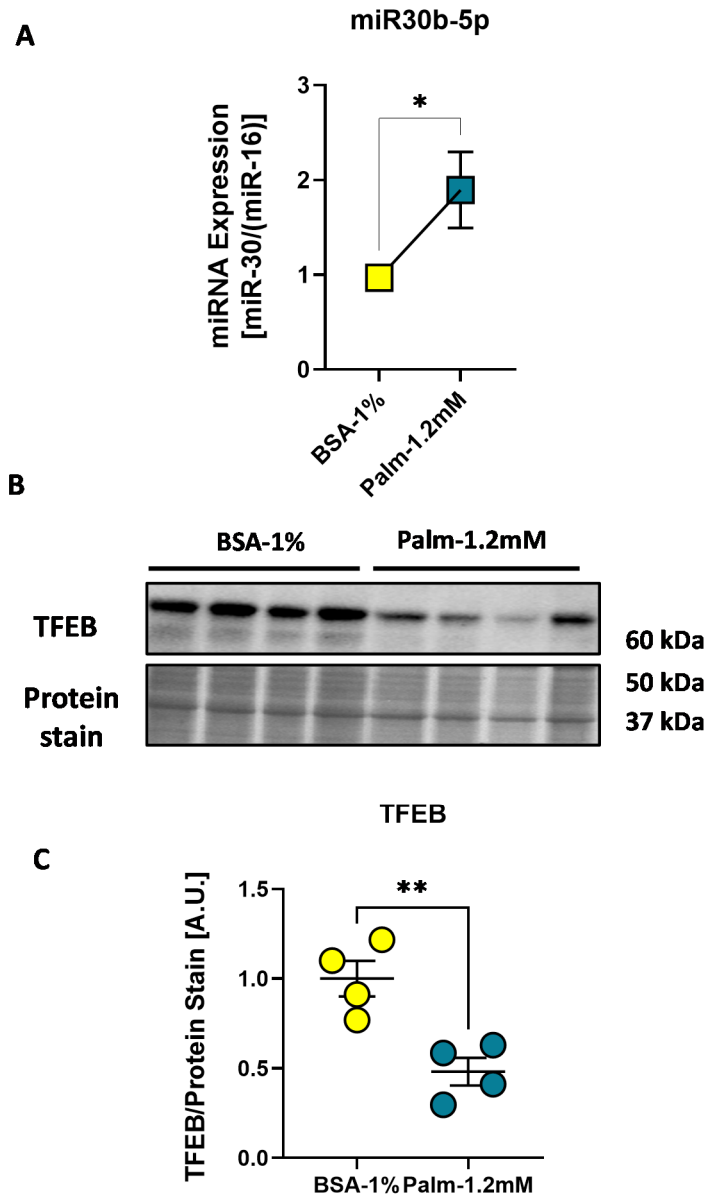 A
miR30b-5p
miRNA Expression
[miR-30/(miR-16)]
3
2
1
0
*
BSA-1%
Palm-1.2mM
B
BSA-1%
Palm-1.2mM
TFEB
60 kDa
Protein
stain
50 kDa
37 kDa
TFEB
C
TFEB/Protein Stain [A.U.]
1.5
1.0
0.5
0.0
**
BSA-1%
Palm-1.2mM